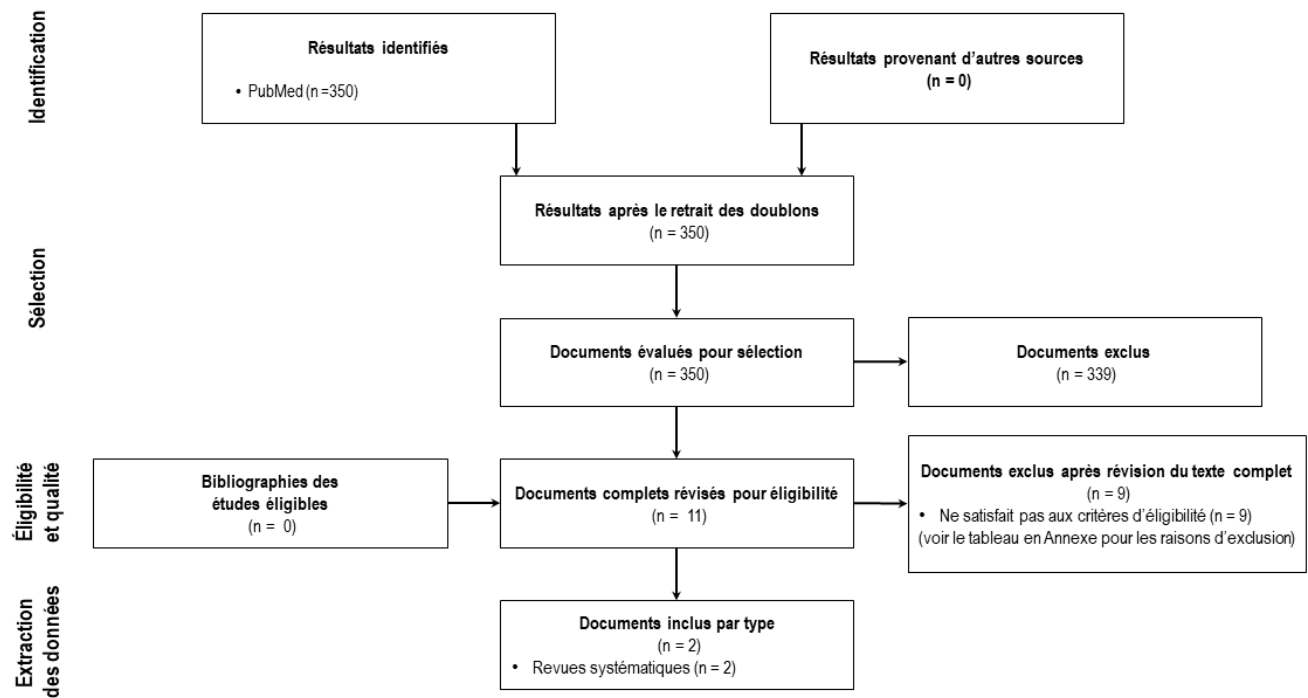 Identification
Résultats identifiés
• PubMed (n =350)
Résultats provenant d'autres sources
(n = 0)
Sélection
Résultats après le retrait des doublons
(n = 350)
Documents évalués pour sélection
(n = 350)
Documents exclus
(n = 339)
Éligibilité
et qualité
Bibliographies des
études éligibles
(n = 0)
Documents complets révisés pour éligibilité
(n = 11)
Documents exclus après révision du texte complet
(n = 9)
• Ne satisfait pas aux critères d'éligibilité (n = 9)
(voir le tableau en Annexe pour les raisons d'exclusion)
Extraction
des données
Documents inclus par type
(n = 2)
• Revues systématiques (n = 2)